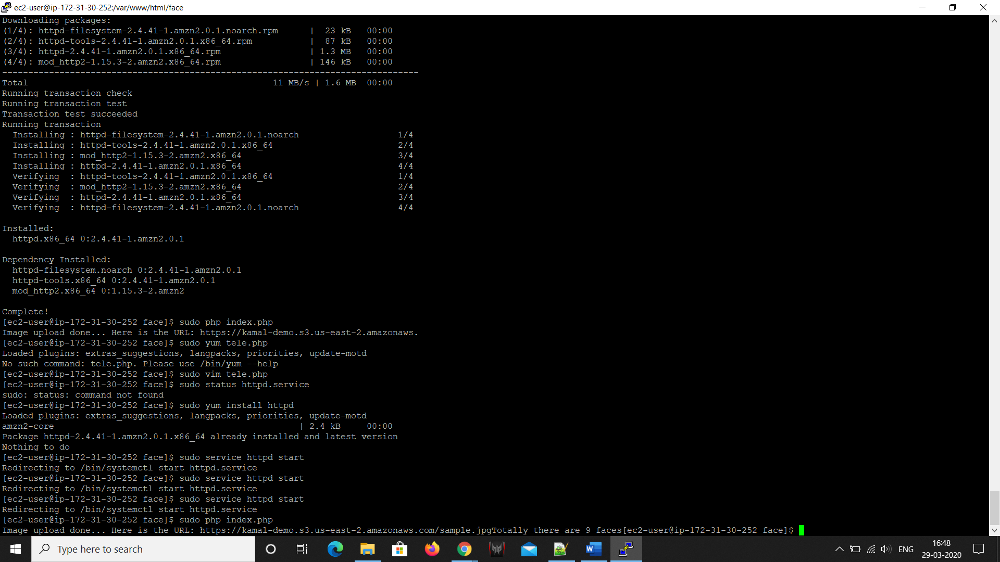 ec2-user@ip-172-31-30-252:/var/www/html/face
Downloading packages:
(1/4): httpd-filesystem-2.4.41-1.amzn2.0.1.noarch.rpm | 23 kB 00:00
(2/4): httpd-tools-2.4.41-1.amzn2.0.1.x86_64.rpm | 87 kB 00:00
(3/4): httpd-2.4.41-1.amzn2.0.1.x86_64.rpm | 1.3 MB 00:00
(4/4): mod_http2-1.15.3-2.amzn2.x86_64.rpm | 146 kB 00:00
--------------------------------------------------------------------------------
Total 11 MB/s | 1.6 MB 00:00
Running transaction check
Running transaction test
Transaction test succeeded
Running transaction
Installing : httpd-filesystem-2.4.41-1.amzn2.0.1.noarch 1/4
Installing : httpd-tools-2.4.41-1.amzn2.0.1.x86_64 2/4
Installing : mod_http2-1.15.3-2.amzn2.x86_64 3/4
Installing : httpd-2.4.41-1.amzn2.0.1.x86_64 4/4
Verifying : httpd-tools-2.4.41-1.amzn2.0.1.x86_64 1/4
Verifying : mod_http2-1.15.3-2.amzn2.x86_64 2/4
Verifying : httpd-2.4.41-1.amzn2.0.1.x86_64 3/4
Verifying : httpd-filesystem-2.4.41-1.amzn2.0.1.noarch 4/4
Installed:
httpd.x86_64 0:2.4.41-1.amzn2.0.1
Dependency Installed:
httpd-filesystem.noarch 0:2.4.41-1.amzn2.0.1
httpd-tools.x86_64 0:2.4.41-1.amzn2.0.1
mod_http2.x86_64 0:1.15.3-2.amzn2
Complete!
[ec2-user@ip-172-31-30-252 face]$ sudo php index.php
Image upload done... Here is the URL: https://kamal-demo.s3.us-east-2.amazonaws.
[ec2-user@ip-172-31-30-252 face]$ sudo yum tele.php
Loaded plugins: extras_suggestions, langpacks, priorities, update-motd
No such command: tele.php. Please use /bin/yum --help
[ec2-user@ip-172-31-30-252 face]$ sudo vim tele.php
[ec2-user@ip-172-31-30-252 face]$ sudo status httpd.service
sudo: status: command not found
[ec2-user@ip-172-31-30-252 face]$ sudo yum install httpd
Loaded plugins: extras_suggestions, langpacks, priorities, update-motd
amzn2-core | 2.4 kB 00:00
Package httpd-2.4.41-1.amzn2.0.1.x86_64 already installed and latest version
Nothing to do
[ec2-user@ip-172-31-30-252 face]$ sudo service httpd start
Redirecting to /bin/systemctl start httpd.service
[ec2-user@ip-172-31-30-252 face]$ sudo service httpd start
Redirecting to /bin/systemctl start httpd.service
[ec2-user@ip-172-31-30-252 face]$ sudo service httpd start
Redirecting to /bin/systemctl start httpd.service
[ec2-user@ip-172-31-30-252 face]$ sudo php index.php
Image upload done... Here is the URL: https://kamal-demo.s3.us-east-2.amazonaws.com/sample.jpgTotally there are 9 faces[ec2-user@ip-172-31-30-252 face]$
Type here to search
ENG
16:48
29-03-2020